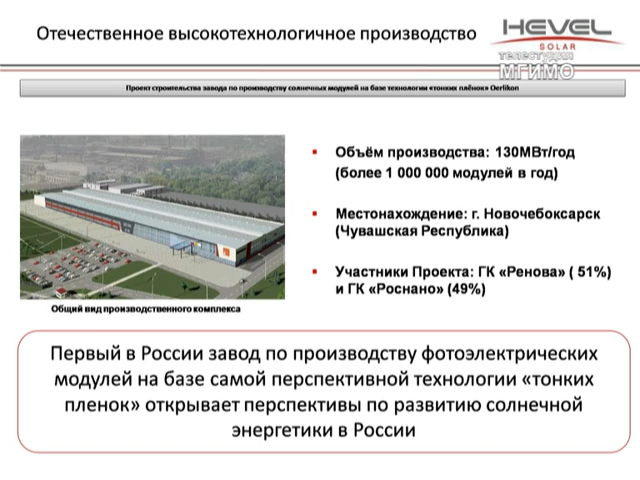 Отечественное высокотехнологичное производство
HEVEL
SOLAR
телестудия
МГИМО
Проект строительства завода по производству солнечных модулей на базе технологии «тонких плёнок» Oerlikon
Объём производства: 130МВт/год
(более 1 000 000 модулей в год)
Местонахождение: г. Новочебоксарск
(Чувашская Республика)
Участники Проекта: ГК «Ренова» ( 51%)
и ГК «Роснано» (49%)
Общий вид производственного комплекса
Первый в России завод по производству фотоэлектрических
модулей на базе самой перспективной технологии «тонких
пленок» открывает перспективы по развитию солнечной
энергетики в России